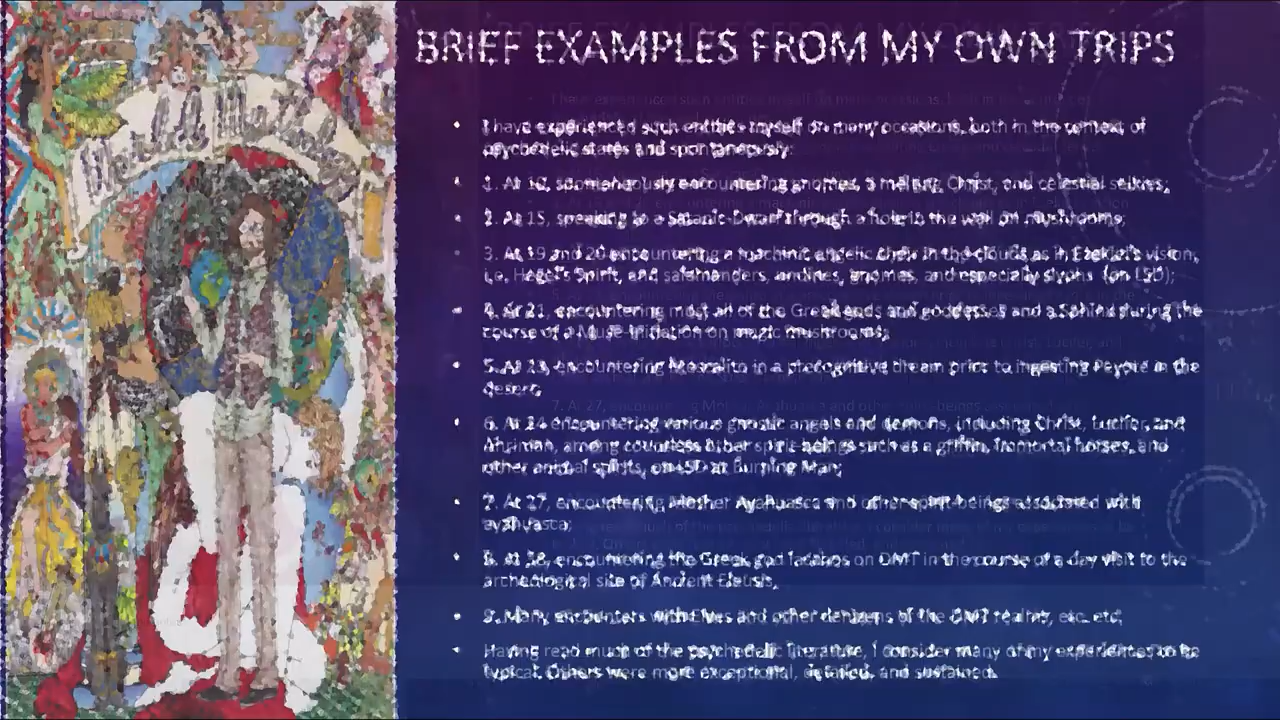 BRIEF EXAMPLES FROM MY OWN TRIPS
I have experienced such entities myself on many occasions, both in the context of
psychedelic states and spontaneously:
1. At 10, spontaneously encountering gnomes, a melting Christ, and celestial
2. At 15, speaking to a Satanic Dwarf through a hole in the wall on mushrooms;
3. At 19 and 20 encountering a machinic angelic choir in the clouds as in Ezekiel's vision,
i.e. Hegel's Spirit, and salamanders, undines, gnomes, and especially slyphs (on LSD);
4. At 21, encountering most all of the Greek gods and goddesses and a Sphinx during the
course of a Muse-initiation on magic mushrooms;
5. At 23, encountering Mescalito in a precognitive dream prior to ingesting Peyote in the
desert;
6. At 24 encountering various gnostic angels and demons, including Christ, Lucifer, and
Ahriman, among countless other spirit-beings such as a griffin, immortal horses, and
other animal spirits, on LSD at Burning Man;
7. At 27, encountering Mother Ayahuasca and other spirit-beings associated with
ayahuasca;
8. At 38, encountering the Greek god Iacchos on DMT in the course of a day visit to the
archeological site of Ancient Eleusis,
9. Many encounters with Elves and other denizens of the DMT realms, etc. etc.
Having read much of the psychedelic literature, I consider many of my experiences to be
typical. Others were more exceptional, detailed, and sustained.